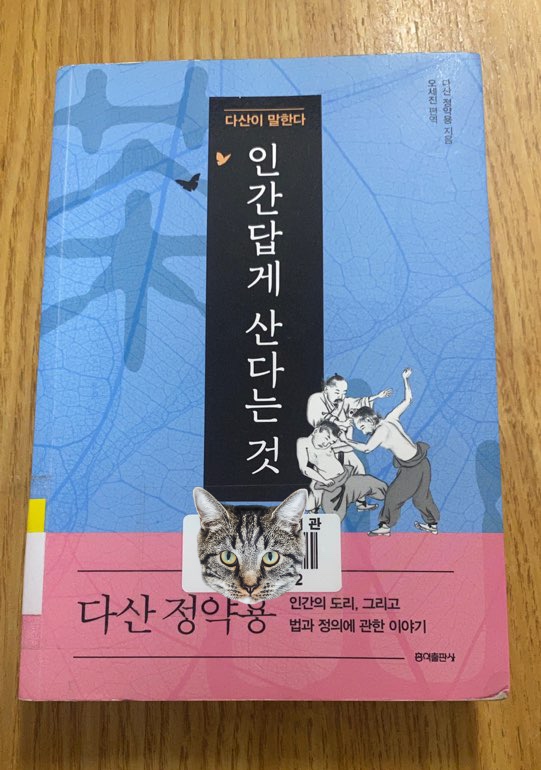 다산이 말한다
인간답게 산다는 것
다산 정약용 지음
오세진 편역
관
2
다산 정약용
인간의 도리, 그리고
법과 정의에 관한 이야기
홍익출판사